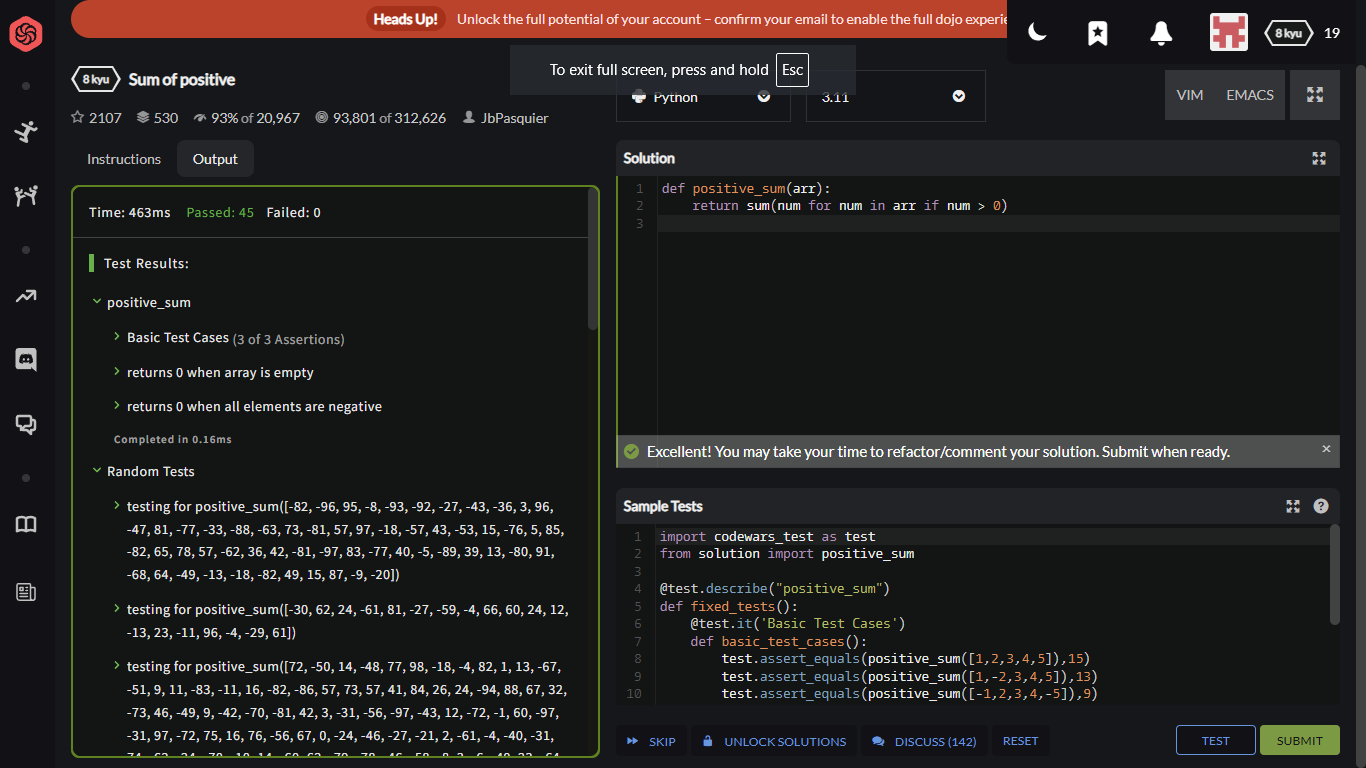 Heads Up! Unlock the full potential of your account – confirm your email to enable the full dojo experie
8 kyu 19
To exit full screen, press and hold Esc
8 kyu Sum of positive
2107 530 93% of 20,967 93,801 of 312,626 JbPasquier
Python 3.11 VIM EMACS
Instructions Output
Time: 463ms Passed: 45 Failed: 0
Test Results:
positive_sum
Basic Test Cases (3 of 3 Assertions)
returns 0 when array is empty
returns 0 when all elements are negative
Completed in 0.16ms
Random Tests
testing for positive_sum([-82, -96, 95, -8, -93, -92, -27, -43, -36, 3, 96,
-47, 81, -77, -33, -88, -63, 73, -81, 57, 97, -18, -57, 43, -53, 15, -76, 5, 85,
-82, 65, 78, 57, -62, 36, 42, -81, -97, 83, -77, 40, -5, -89, 39, 13, -80, 91,
-68, 64, -49, -13, -18, -82, 49, 15, 87, -9, -20])
testing for positive_sum([-30, 62, 24, -61, 81, -27, -59, -4, 66, 60, 24, 12,
-13, 23, -11, 96, -4, -29, 61])
testing for positive_sum([72, -50, 14, -48, 77, 98, -18, -4, 82, 1, 13, -67,
-51, 9, 11, -83, -11, 16, -82, -86, 57, 73, 57, 41, 84, 26, 24, -94, 88, 67, 32,
-73, 46, -49, 9, -42, -70, -81, 42, 3, -31, -56, -97, -43, 12, -72, -1, 60, -97,
-31, 97, -72, 75, 16, 76, -56, 67, 0, -24, -46, -27, -21, 2, -61, -4, -40, -31,
Solution
1 def positive_sum(arr):
2 return sum(num for num in arr if num > 0)
3
Excellent! You may take your time to refactor/comment your solution. Submit when ready. ×
Sample Tests ?
1 import codewars_test as test
2 from solution import positive_sum
3
4 @test.describe("positive_sum")
5 def fixed_tests():
6 @test.it('Basic Test Cases')
7 def basic_test_cases():
8 test.assert_equals(positive_sum([1,2,3,4,5]),15)
9 test.assert_equals(positive_sum([1,-2,3,4,5]),13)
10 test.assert_equals(positive_sum([-1,2,3,4,-5]),9)
SKIP UNLOCK SOLUTIONS DISCUSS (142) RESET TEST SUBMIT